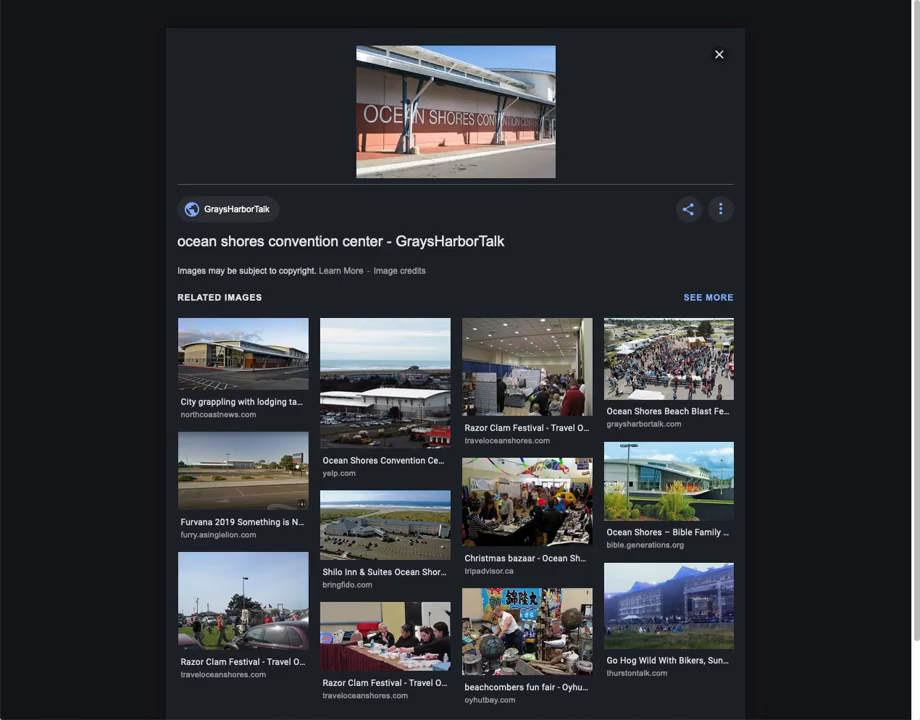 OCEAN SHORES CONVENTION CENTER
GraysHarborTalk
ocean shores convention center - GraysHarborTalk
Images may be subject to copyright. Learn More - Image credits
RELATED IMAGES
SEE MORE
City grappling with lodging ta...
northcoastnews.com
Furvana 2019 Something is N...
furry.asinglelion.com
Razor Clam Festival - Travel O...
traveloceanshores.com
Ocean Shores Convention Ce...
yelp.com
Shilo Inn & Suites Ocean Shor...
bringfido.com
Razor Clam Festival - Travel O...
traveloceanshores.com
Razor Clam Festival - Travel O...
traveloceanshores.com
Christmas bazaar - Ocean Sh...
tripadvisor.ca
錦隆丸
beachcombers fun fair - Oyhu...
oyhutbay.com
Ocean Shores Beach Blast Fe...
graysharbortalk.com
Ocean Shores – Bible Family ...
bible.generations.org
Go Hog Wild With Bikers, Sun...
thurstontalk.com